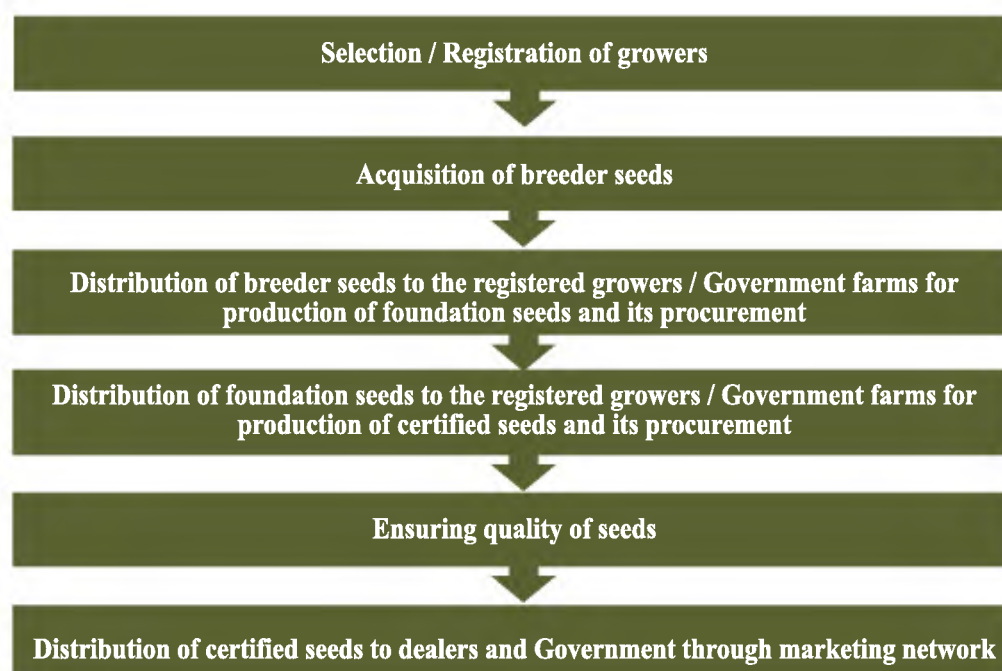 Selection / Registration of growers
Acquisition of breeder seeds
Distribution of breeder seeds to the registered growers / Government farms for
production of foundation seeds and its procurement
Distribution of foundation seeds to the registered growers / Government farms for
production of certified seeds and its procurement
Ensuring quality of seeds
Distribution of certified seeds to dealers and Government through marketing network